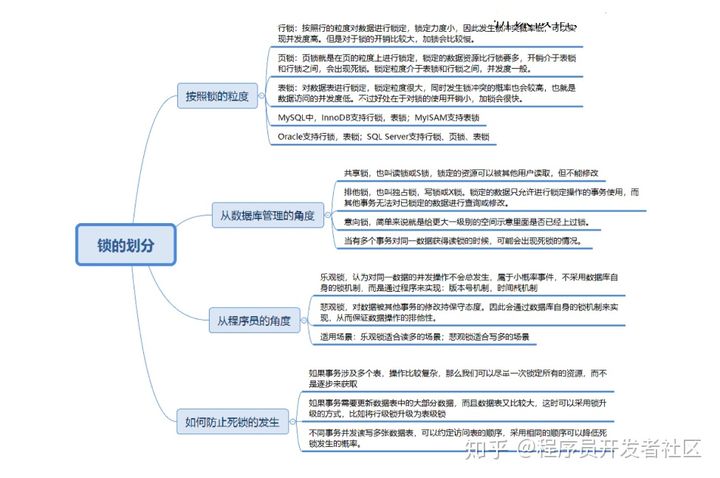 行锁：按照行的粒度对数据进行锁定，锁定力度小，因此发生锁冲突概率低，可以实
现并发度高。但是对于锁的开销比较大，加锁会比较慢。
页锁：页锁就是在页的粒度上进行锁定，锁定的数据资源比行锁要多，开销介于表锁
和行锁之间，会出现死锁。锁定粒度介于表锁和行锁之间，并发度一般。
表锁：对数据表进行锁定，锁定粒度很大，同时发生锁冲突的概率也会较高，也就是
数据访问的并发度低。不过好处在于对锁的使用开销小，加锁会很快。
MySQL中，InnoDB支持行锁，表锁；MyISAM支持表锁
Oracle支持行锁，表锁；SQL Server支持行锁、页锁、表锁
按照锁的粒度
共享锁，也叫读锁或S锁，锁定的资源可以被其他用户读取，但不能修改
排他锁，也叫独占锁，写锁或X锁。锁定的数据只允许进行锁定操作的事务使用，而
其他事务无法对已锁定的数据进行查询或修改。
意向锁，简单来说就是给更大一级别的空间示意里面是否已经上过锁。
当有多个事务对同一数据获得读锁的时候，可能会出现死锁的情况。
从数据库管理的角度
锁的划分
乐观锁，认为对同一数据的并发操作不会总发生，属于小概率事件，不采用数据库自
身的锁机制，而是通过程序来实现：版本号机制，时间戳机制
悲观锁，对数据被其他事务的修改持保守态度。因此会通过数据库自身的锁机制来实
现，从而保证数据操作的排他性。
适用场景：乐观锁适合读多的场景；悲观锁适合写多的场景
从程序员的角度
如果事务涉及多个表，操作比较复杂，那么我们可以尽量一次锁定所有的资源，而不
是逐步来获取
如果事务需要更新数据表中的大部分数据，而且数据表又比较大，这时可以采用锁升
级的方式，比如将行级锁升级为表级锁
不同事务并发读写多张数据表，可以约定访问表的顺序，采用相同的顺序可以降低死
锁发生的概率。
如何防止死锁的发生
知乎 @程序员开发者社区